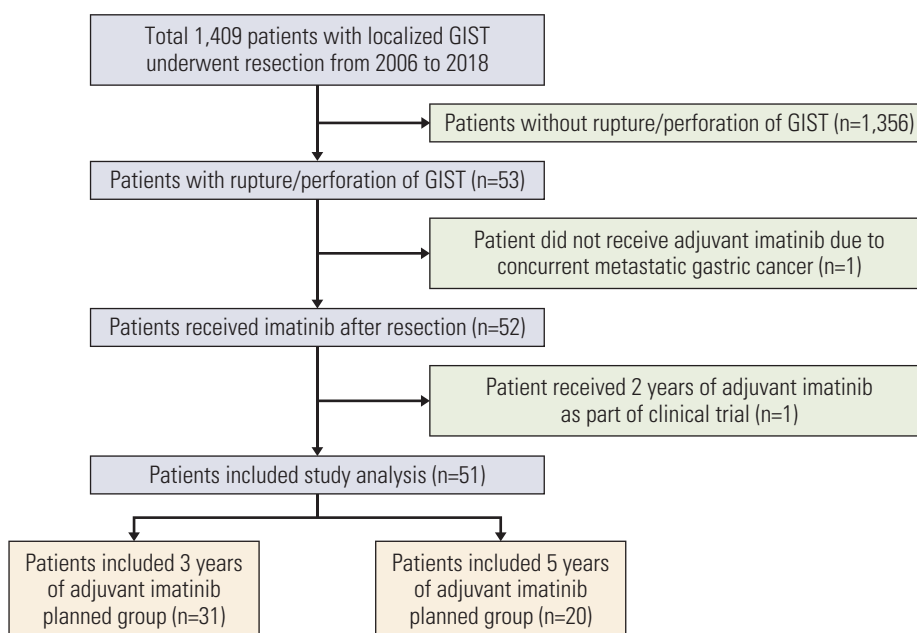 Total 1,409 patients with localized GIST
underwent resection from 2006 to 2018
Patients without rupture/perforation of GIST (n=1,356)
Patients with rupture/perforation of GIST (n=53)
Patient did not receive adjuvant imatinib due to
concurrent metastatic gastric cancer (n=1)
Patients received imatinib after resection (n=52)
Patient received 2 years of adjuvant imatinib
as part of clinical trial (n=1)
Patients included study analysis (n=51)
Patients included 3 years
of adjuvant imatinib
planned group (n=31)
Patients included 5 years
of adjuvant imatinib
planned group (n=20)